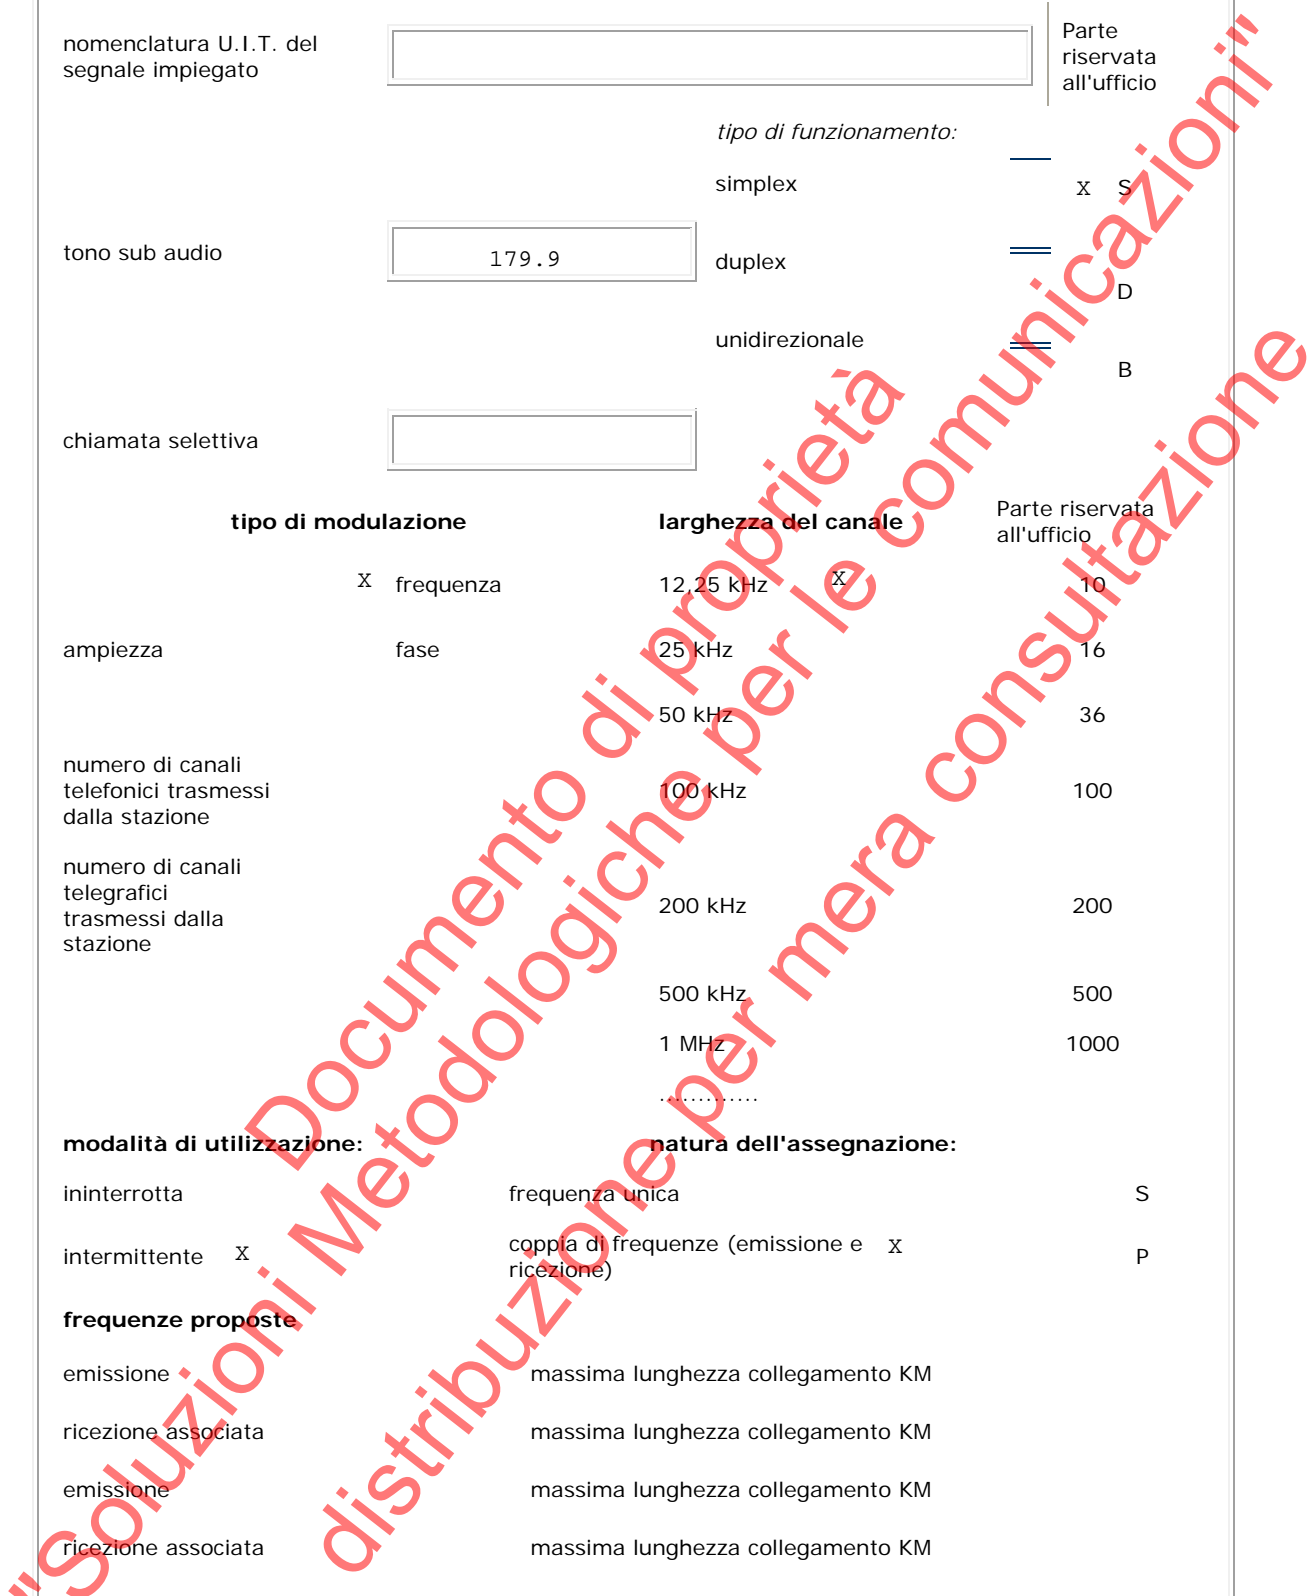 nomenclatura U.I.T. del
segnale impiegato
Parte
riservata
all'ufficio
tipo di funzionamento:
simplex
X S
tono sub audio
179.9
duplex
D
unidirezionale
B
chiamata selettiva
tipo di modulazione
larghezza del canale
Parte riservata
all'ufficio
X frequenza
12,25 kHz X
10
ampiezza
fase
25 kHz
16
50 kHz
36
numero di canali
telefonici trasmessi
dalla stazione
100 kHz
100
numero di canali
telegrafici
trasmessi dalla
stazione
200 kHz
200
500 kHz
500
1 MHz
1000
.............
modalità di utilizzazione:
natura dell'assegnazione:
ininterrotta
frequenza unica
S
intermittente X
coppia di frequenze (emissione e X
ricezione)
P
frequenze proposte
emissione
massima lunghezza collegamento KM
ricezione associata
massima lunghezza collegamento KM
emissione
massima lunghezza collegamento KM
ricezione associata
massima lunghezza collegamento KM
Documento di proprietà
"Soluzioni Metodologiche per le comunicazioni"
distribuzione per mera consultazione